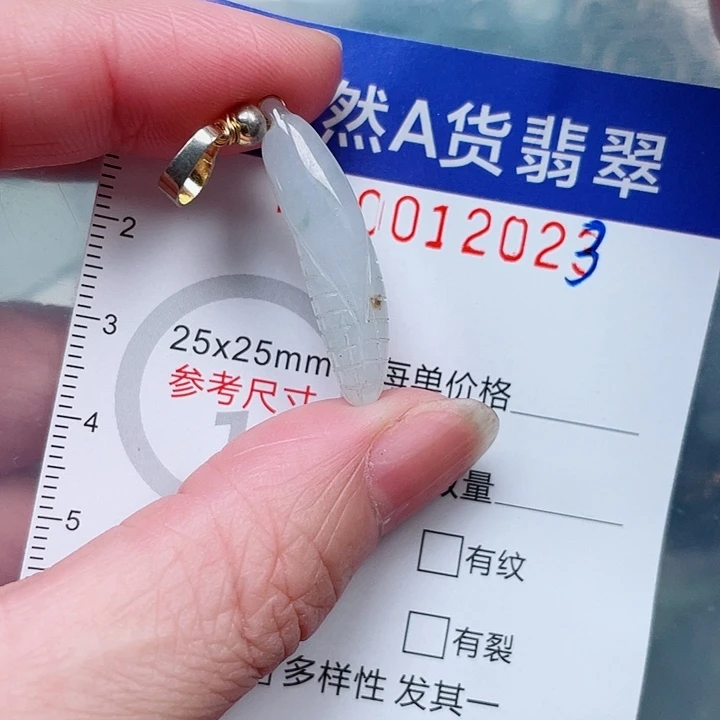 然A货翡翠
0012023
2
3
25x25mm
参考尺寸
每单价格
4
数量
5
有纹
有裂
多样性 发其一